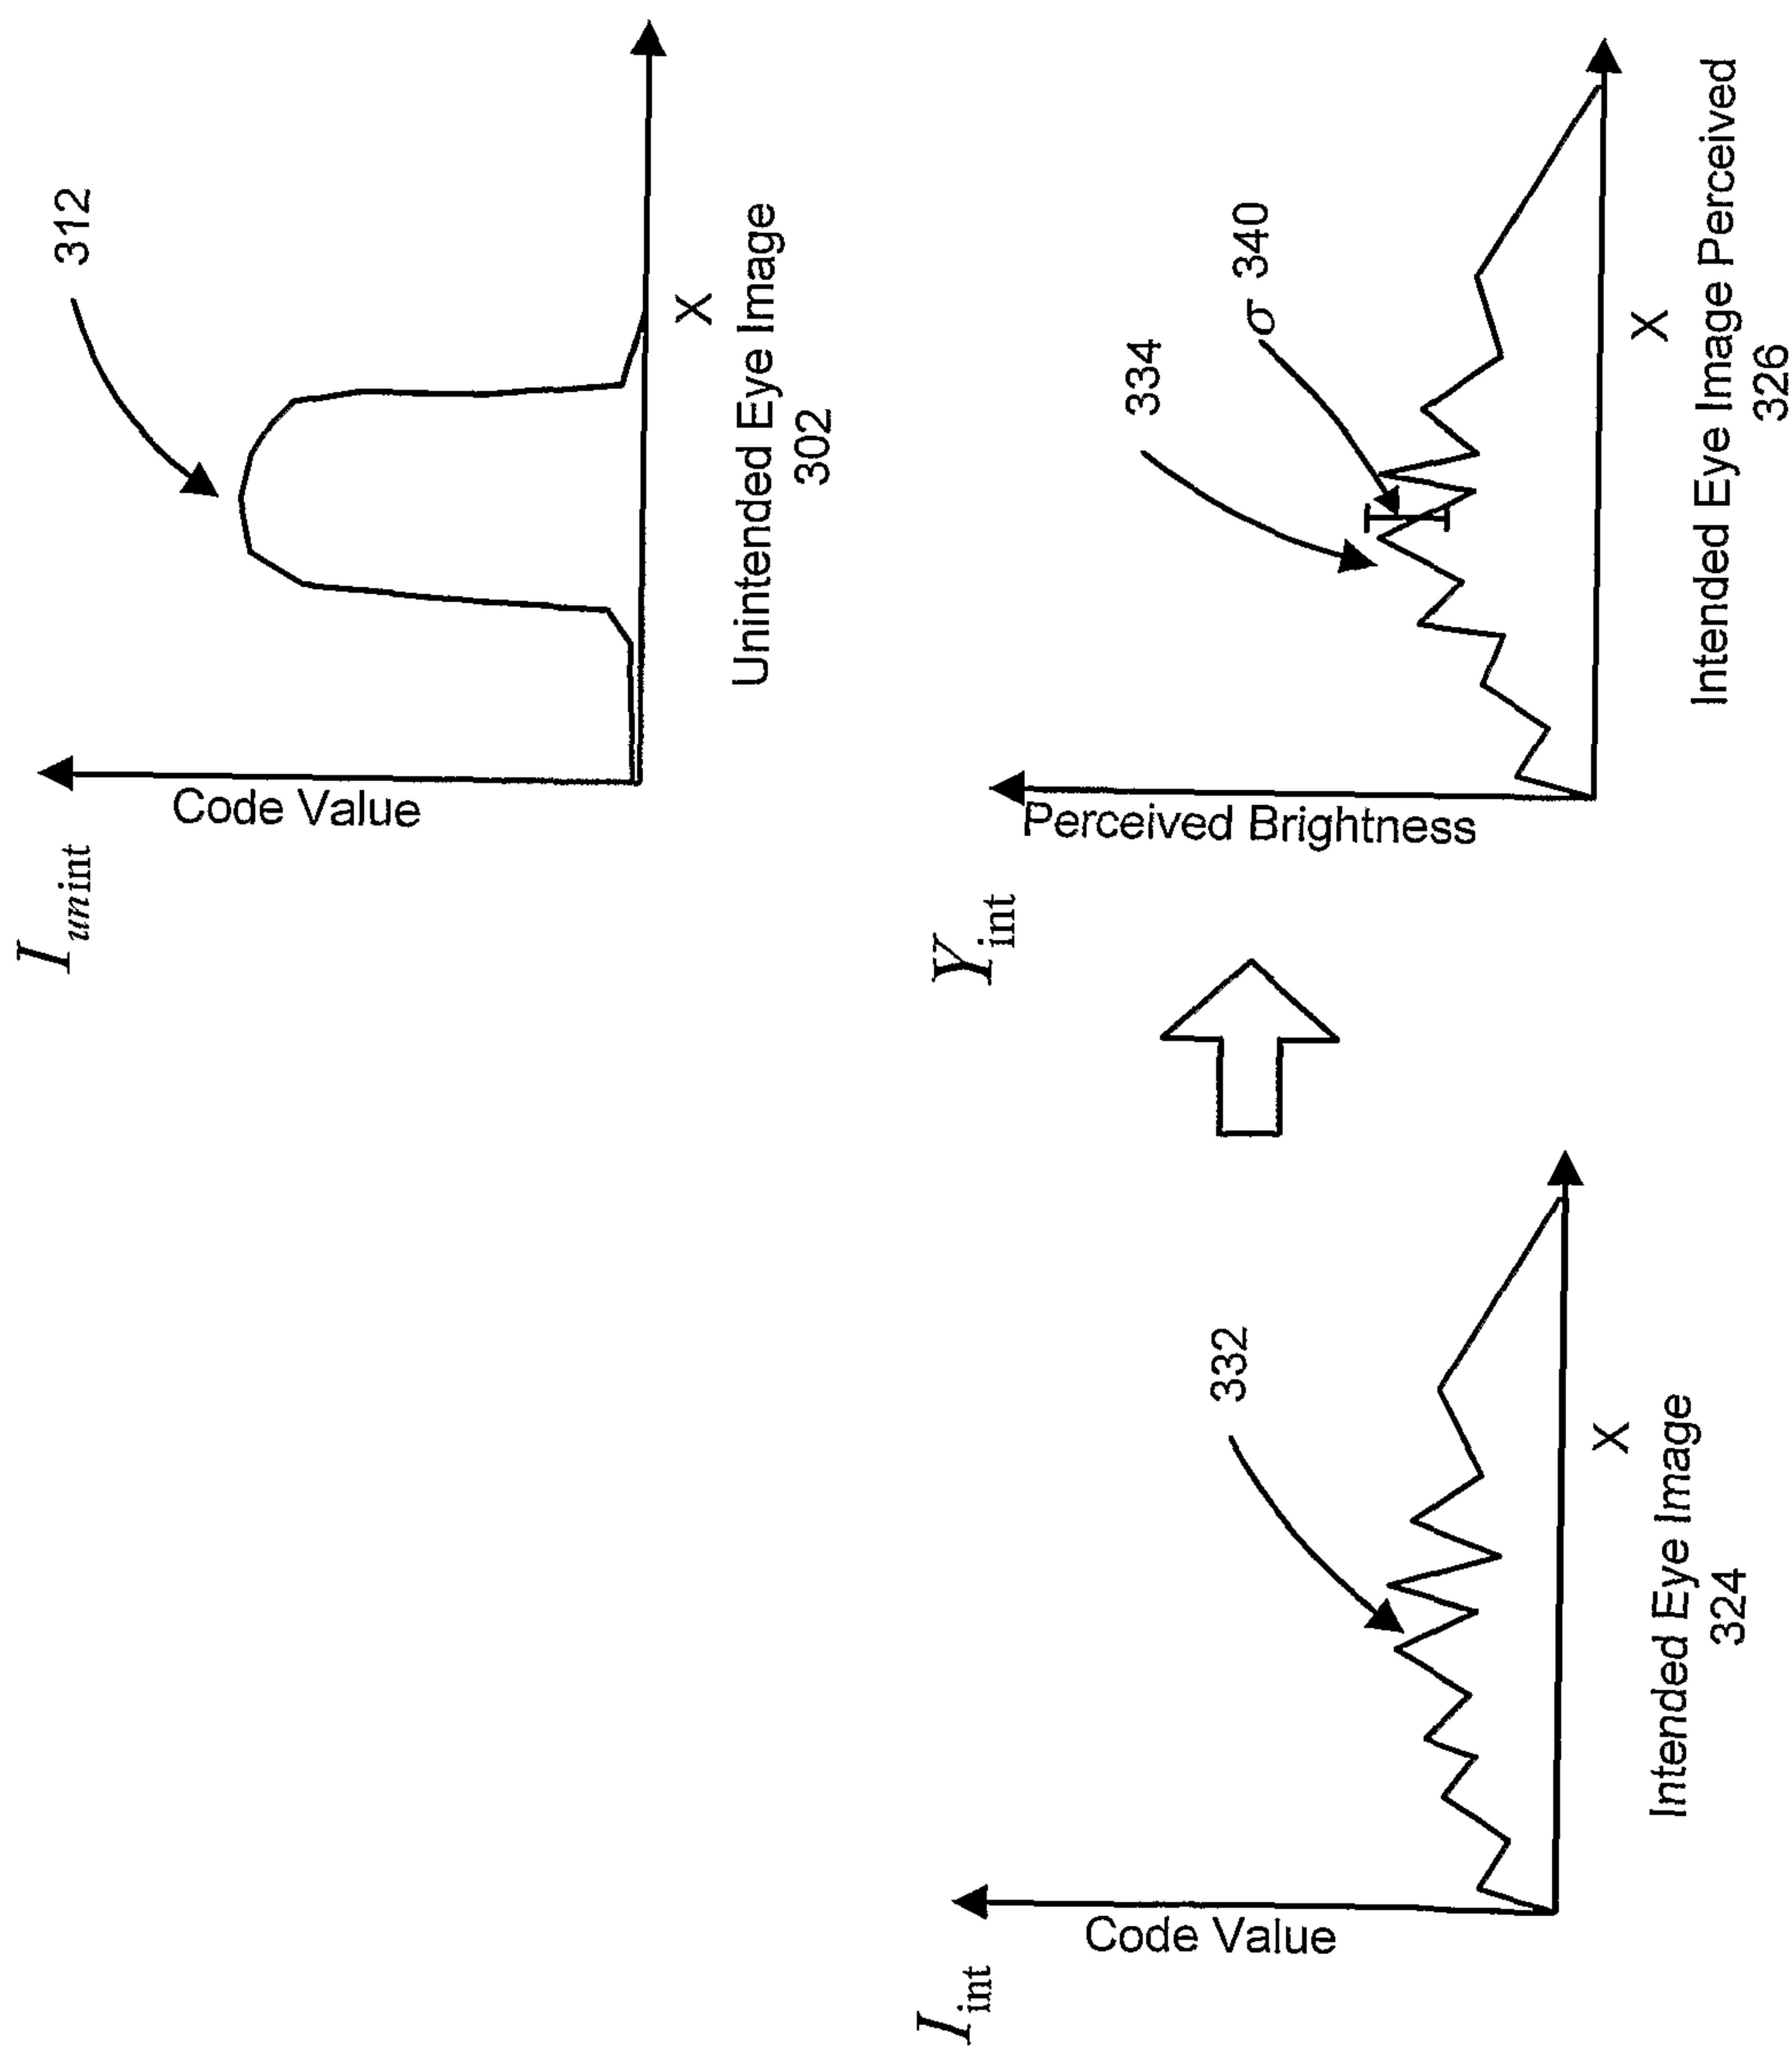 I_unint
Code Value
312
X
Unintended Eye Image
302
I_int
Code Value
332
X
Intended Eye Image
324
Y_int
Perceived Brightness
334
σ 340
X
Intended Eye Image Perceived
326